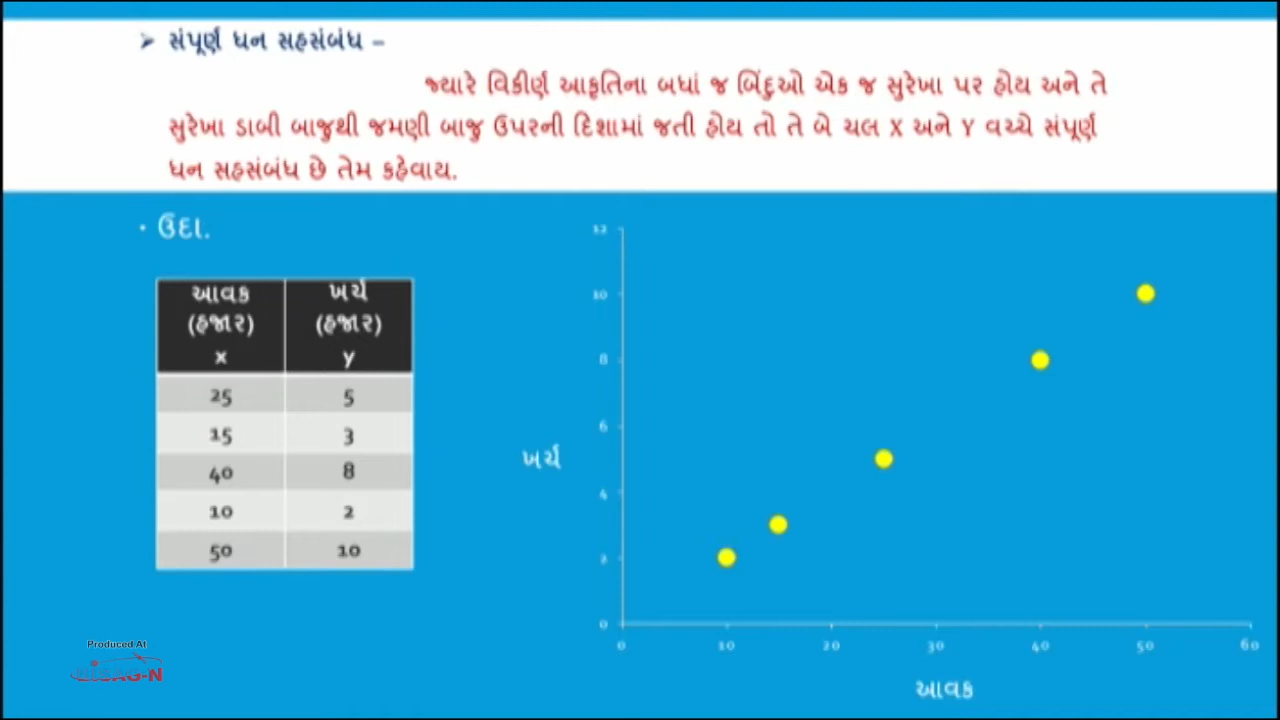 ➤ સંપૂર્ણ ધન સહસંબંધ –
જ્યારે વિકીર્ણ આકૃતિના બધાં જ બિંદુઓ એક જ સુરેખા પર હોય અને તે
સુરેખા ડાબી બાજુથી જમણી બાજુ ઉપરની દિશામાં જતી હોય તો તે બે ચલ X અને Y વચ્ચે સંપૂર્ણ
ધન સહસંબંધ છે તેમ કહેવાય.
• ઉદા.
આવક ખર્ચ
(હજાર) (હજાર)
x y
25 5
15 3
40 8
10 2
50 10
12
10
8
6
4
2
0
ખર્ચ
0 10 20 30 40 50 60
આવક
Produced At
BISAG-N